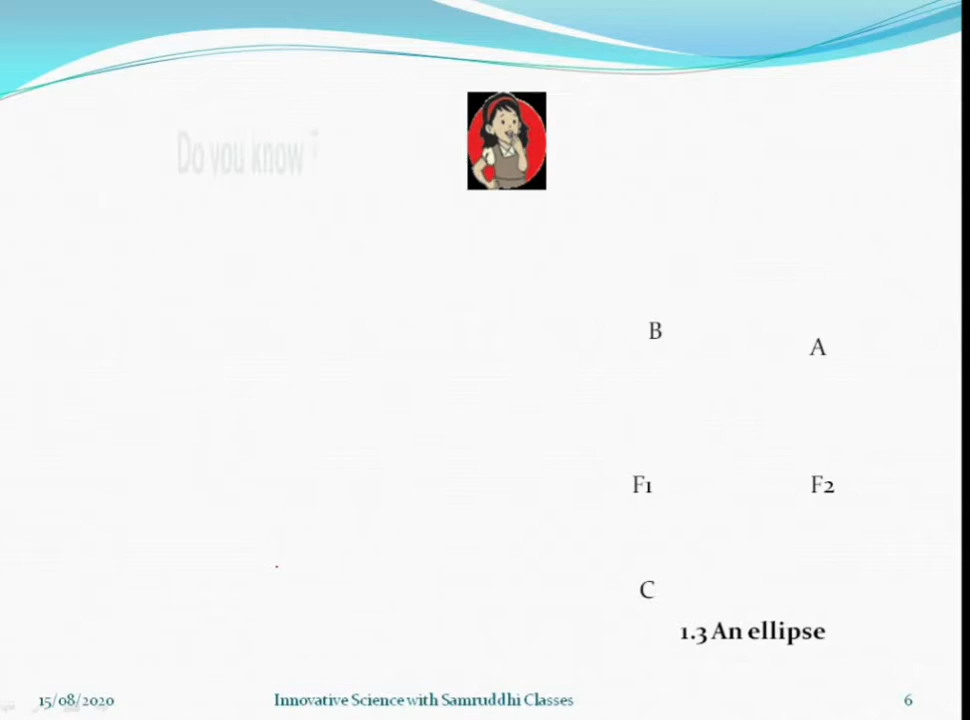 Do you know ?
B
A
F1
F2
C
1.3 An ellipse
15/08/2020
Innovative Science with Samruddhi Classes
6